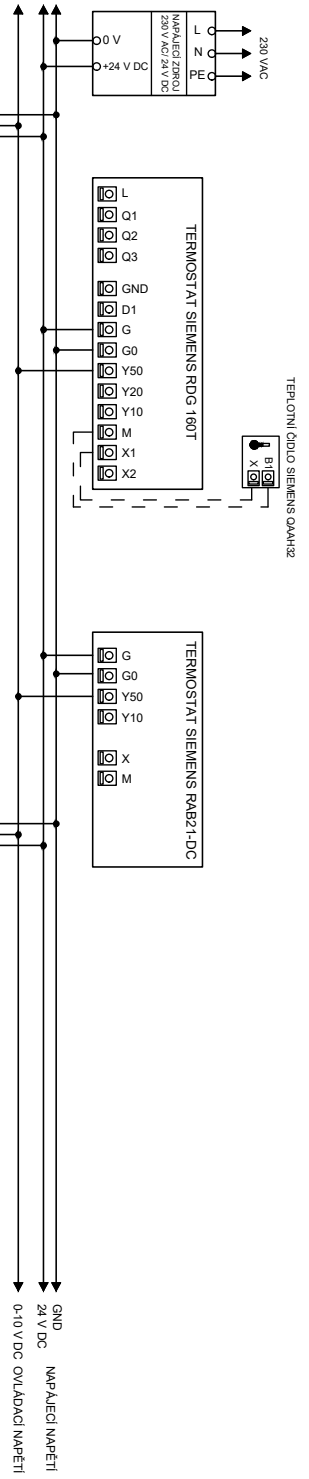 230 VAC
L
N
PE
NAPÁJECÍ ZDROJ
230 V AC/ 24 V DC
0 V
+24 V DC
TEPLOTNÍ ČIDLO SIEMENS QAAH32
B1
X
TERMOSTAT SIEMENS RDG 160T
L
Q1
Q2
Q3
GND
D1
G
G0
Y50
Y20
Y10
M
X1
X2
TERMOSTAT SIEMENS RAB21-DC
G
G0
Y50
Y10
X
M
GND
24 V DC
NAPÁJECÍ NAPĚTÍ
0-10 V DC OVLÁDACÍ NAPĚTÍ